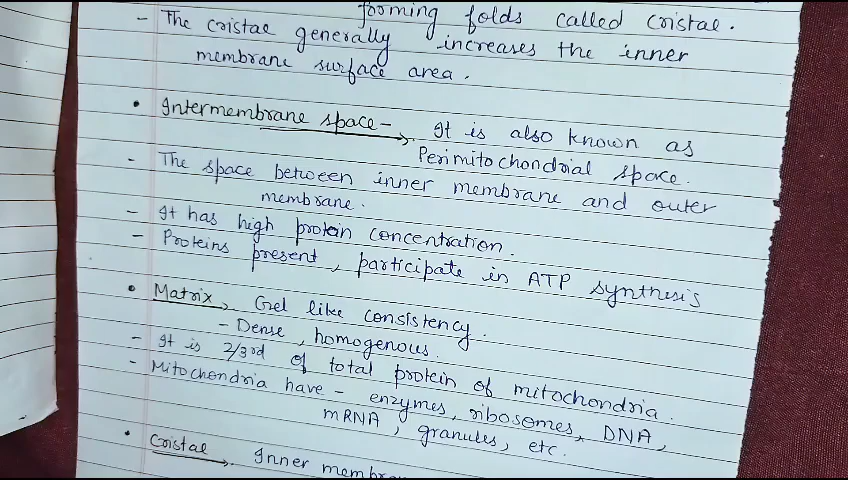 forming folds called cristae.
- The cristae generally increases the inner
membrane surface area.
• Intermembrane space - It is also known as
Perimitochondrial space.
- The space between inner membrane and outer
membrane.
- It has high protein concentration.
- Proteins present, participate in ATP synthesis
• Matrix, Gel like consistency.
- Dense, homogenous.
- It is 2/3rd of total protein of mitochondria.
- Mitochondria have - enzymes, ribosomes, DNA,
mRNA, granules, etc.
• Cristae Inner membra